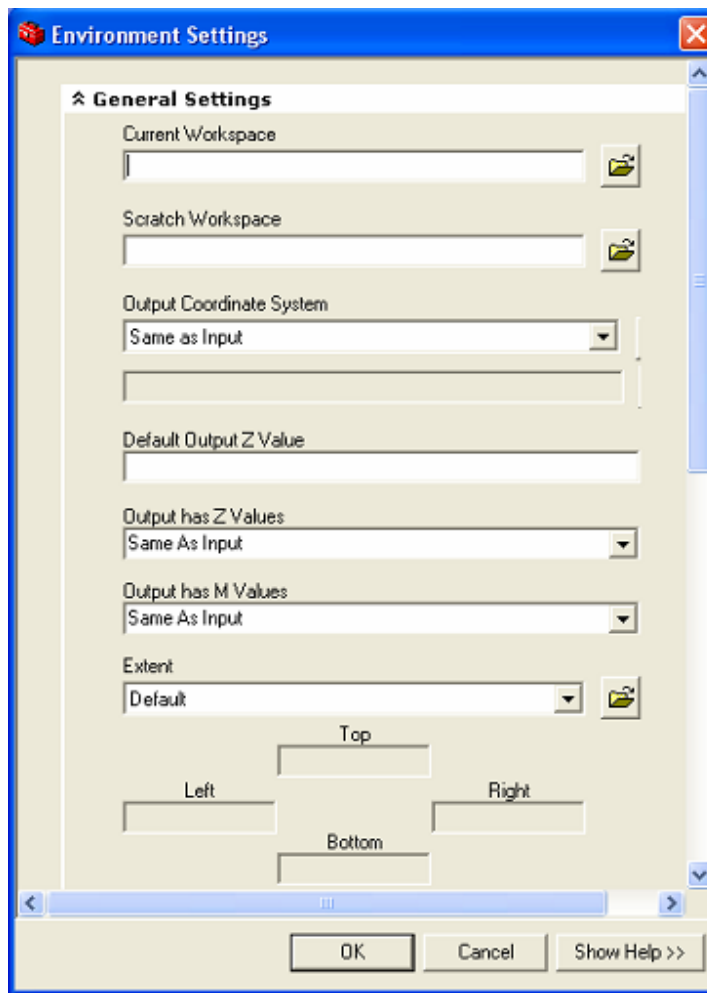 Environment Settings
General Settings
Current Workspace
Scratch Workspace
Output Coordinate System
Same as Input
Default Output Z Value
Output has Z Values
Same As Input
Output has M Values
Same As Input
Extent
Default
Top
Left Right
Bottom
OK Cancel Show Help >>